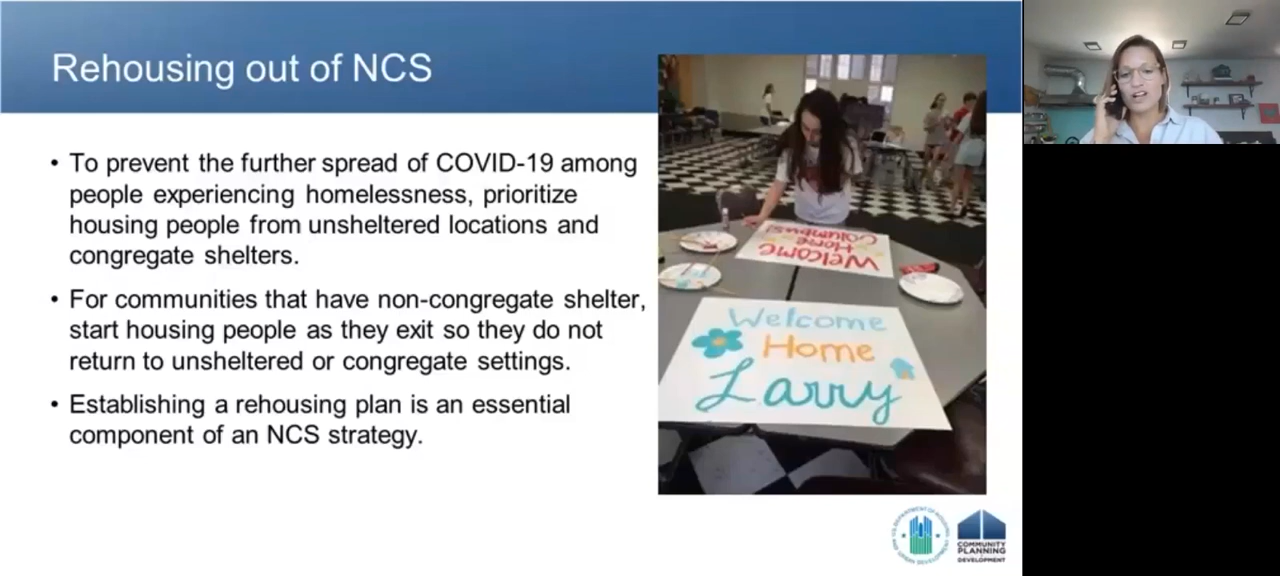 Rehousing out of NCS
• To prevent the further spread of COVID-19 among
people experiencing homelessness, prioritize
housing people from unsheltered locations and
congregate shelters.
• For communities that have non-congregate shelter,
start housing people as they exit so they do not
return to unsheltered or congregate settings.
• Establishing a rehousing plan is an essential
component of an NCS strategy.
Welcome
Home
Columbus!
Welcome
Home
Larry
COMMUNITY
PLANNING
DEVELOPMENT